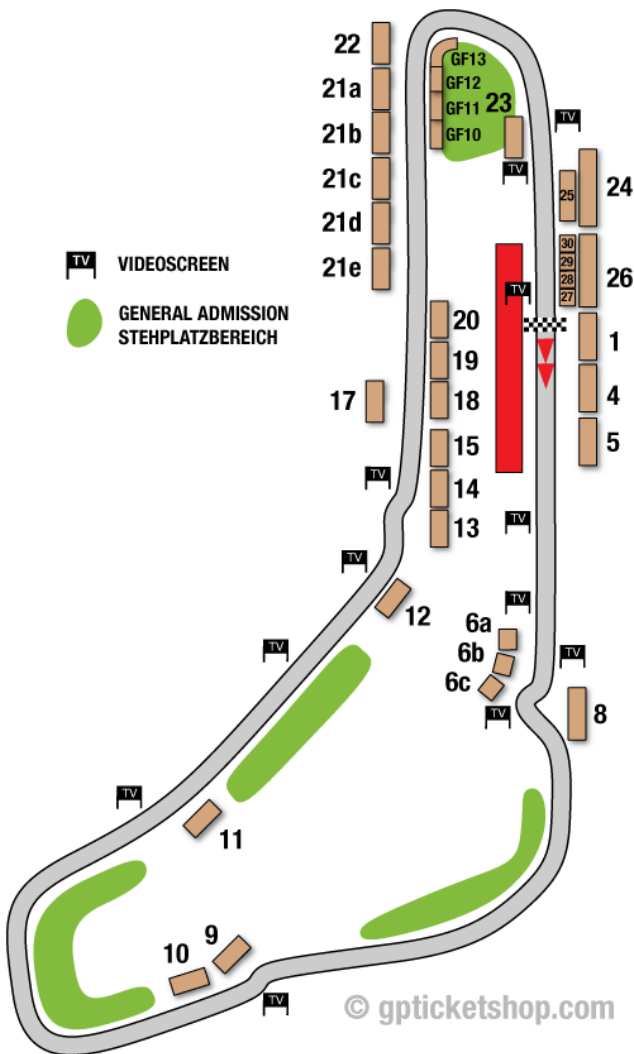 22
GF13
21a
GF12
23
GF11
TV
21b
GF10
TV
21c
24
25
21d
TV
VIDEOSCREEN
21e
30
29
28
27
26
TV
GENERAL ADMISSION
STEHPLATZBEREICH
20
1
19
17
18
4
15
5
TV
14
13
TV
TV
12
TV
6a
TV
6b
TV
6c
8
TV
TV
11
9
10
TV
© gpticketshop.com